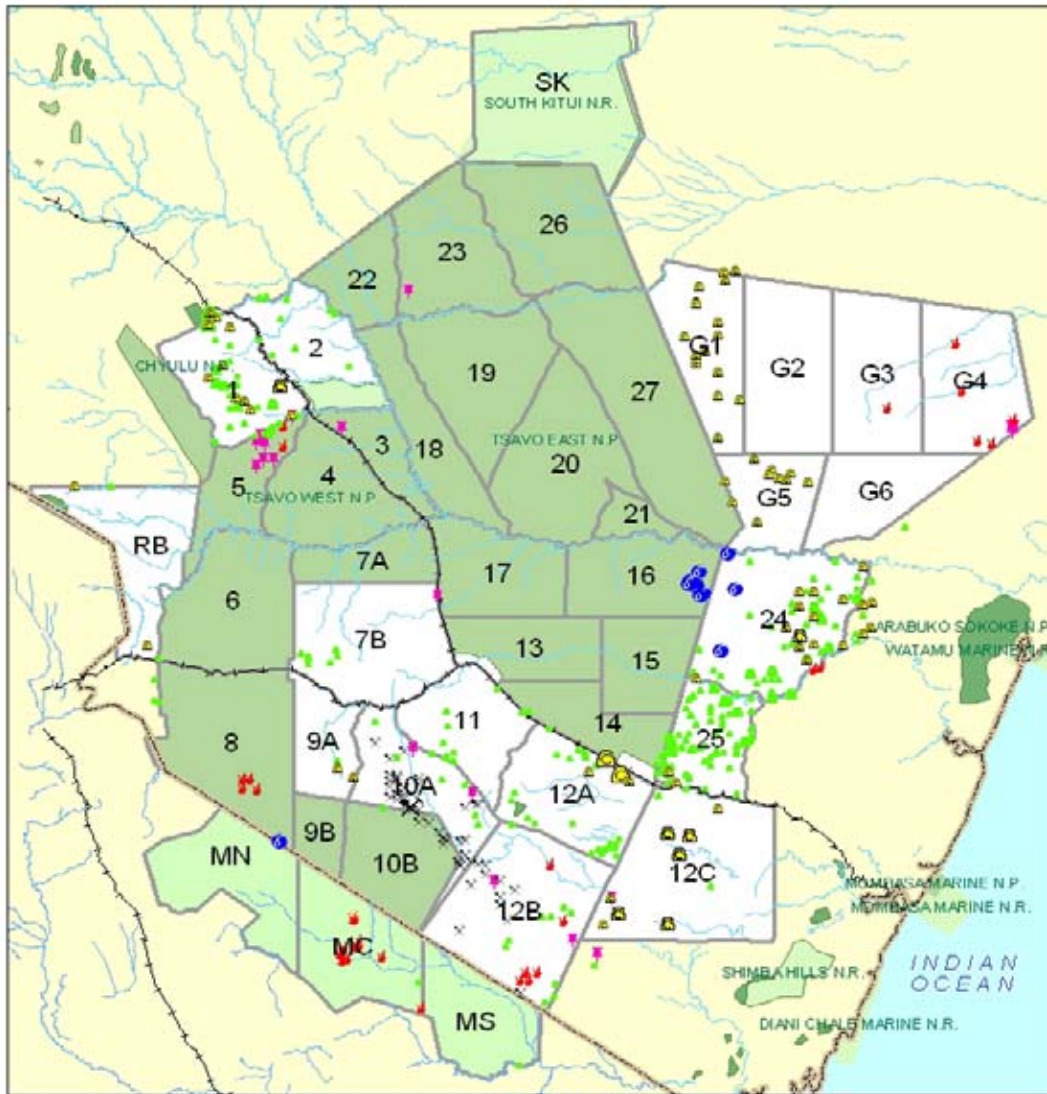 SK
SOUTH KITUI N.R.
26
23
22
2
G1
G2
G3
G4
19
27
CHYULU N.P.
1
TSAVO EAST N.P.
3
18
20
4
5
TSAVO WEST N.P.
G5
G6
21
RB
7A
17
16
6
24
ARABUKO SOKOKE N.P.
WATAMU MARINE N.R.
7B
13
15
11
14
25
8
9A
10A
12A
MN
9B
10B
12C
MOMBASA MARINE N.P.
MOMBASA MARINE N.R.
12B
MC
SHIMBA HILLS N.R.
INDIAN
OCEAN
MS
DIANI CHALE MARINE N.R.